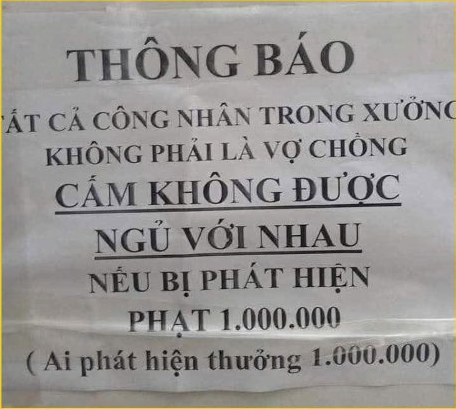 THÔNG BÁO
TẤT CẢ CÔNG NHÂN TRONG XƯỞNG
KHÔNG PHẢI LÀ VỢ CHỒNG
CẤM KHÔNG ĐƯỢC
NGỦ VỚI NHAU
NẾU BỊ PHÁT HIỆN
PHẠT 1.000.000
( Ai phát hiện thưởng 1.000.000)